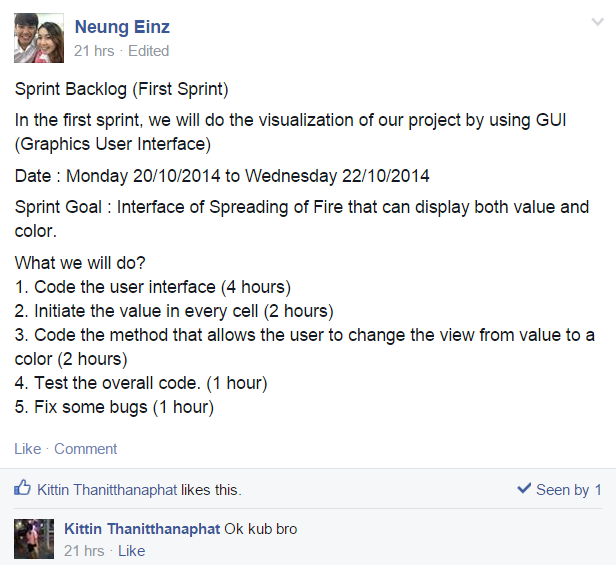 Neung Einz
21 hrs · Edited
Sprint Backlog (First Sprint)
In the first sprint, we will do the visualization of our project by using GUI
(Graphics User Interface)
Date : Monday 20/10/2014 to Wednesday 22/10/2014
Sprint Goal : Interface of Spreading of Fire that can display both value and
color.
What we will do?
1. Code the user interface (4 hours)
2. Initiate the value in every cell (2 hours)
3. Code the method that allows the user to change the view from value to a
color (2 hours)
4. Test the overall code. (1 hour)
5. Fix some bugs (1 hour)
Like · Comment
Kittin Thanitthanaphat likes this.
Seen by 1
Kittin Thanitthanaphat Ok kub bro
21 hrs · Like